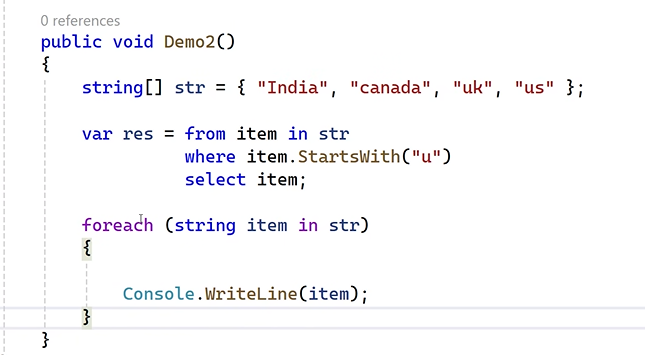 0 references
public void Demo2()
{
string[] str = { "India", "canada", "uk", "us" };
var res = from item in str
where item.StartsWith("u")
select item;
foreach (string item in str)
{
Console.WriteLine(item);
}
}